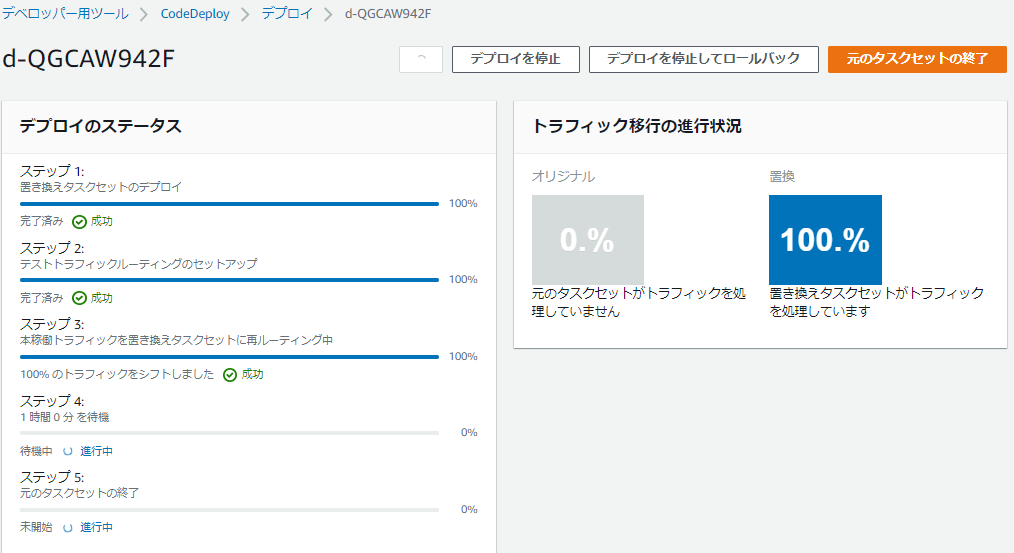 デベロッパー用ツール > CodeDeploy > デプロイ > d-QGCAW942F
d-QGCAW942F
デプロイを停止
デプロイを停止してロールバック
元のタスクセットの終了
デプロイのステータス
ステップ 1:
置き換えタスクセットのデプロイ
100%
完了済み 成功
ステップ 2:
テストトラフィックルーティングのセットアップ
100%
完了済み 成功
ステップ 3:
本稼働トラフィックを置き換えタスクセットに再ルーティング中
100%
100% のトラフィックをシフトしました 成功
ステップ 4:
1 時間 0 分 を待機
0%
待機中 進行中
ステップ 5:
元のタスクセットの終了
0%
未開始 進行中
トラフィック移行の進行状況
オリジナル
0.%
元のタスクセットがトラフィックを処
理していません
置換
100.%
置き換えタスクセットがトラフィック
を処理しています